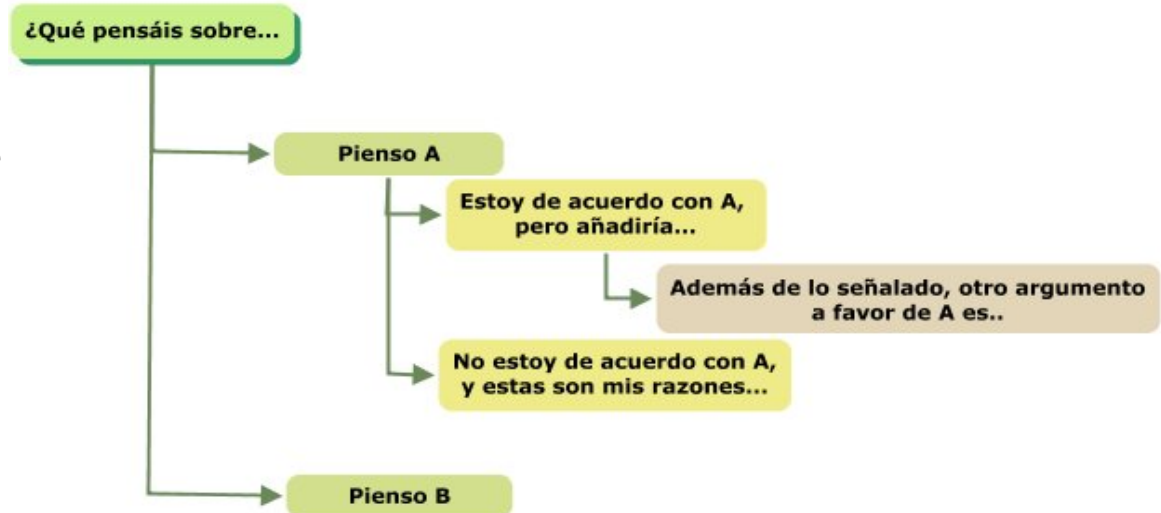 ¿Qué pensáis sobre...
Pienso A
Estoy de acuerdo con A,
pero añadiría...
Además de lo señalado, otro argumento
a favor de A es..
No estoy de acuerdo con A,
y estas son mis razones...
Pienso B